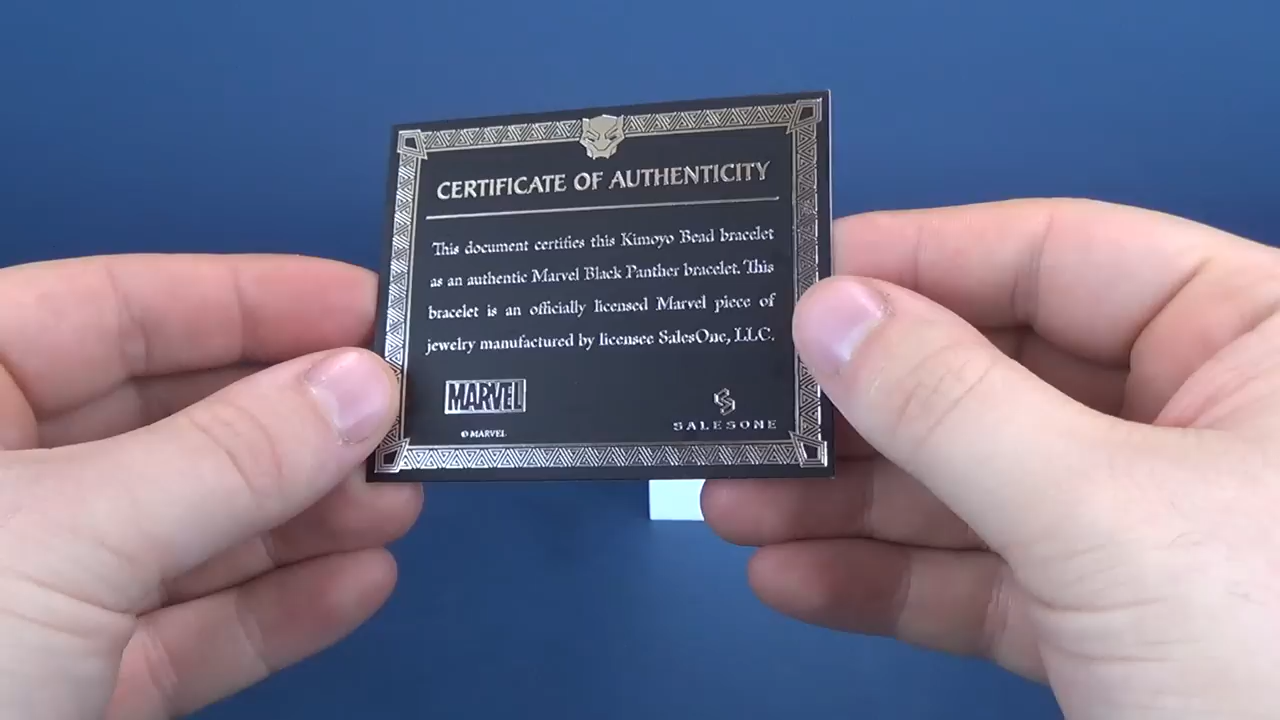 CERTIFICATE OF AUTHENTICITY
This document certifies this Kimoyo Bead bracelet
as an authentic Marvel Black Panther bracelet. This
bracelet is an officially licensed Marvel piece of
jewelry manufactured by licensee SalesOne, LLC.
MARVEL
© MARVEL
SALESONE